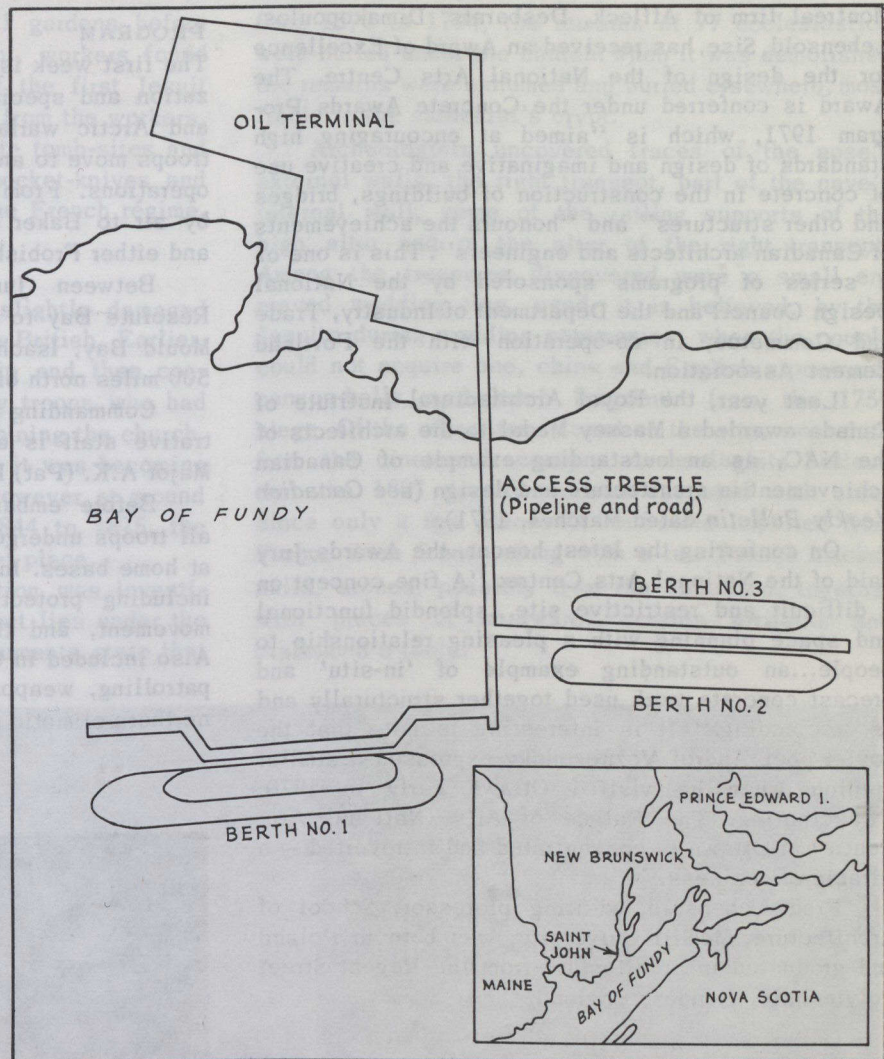 OIL TERMINAL
BAY OF FUNDY
ACCESS TRESTLE
(Pipeline and road)
BERTH NO.3
BERTH NO.2
BERTH NO.1
PRINCE EDWARD I.
NEW BRUNSWICK
SAINT
JOHN
MAINE
BAY OF FUNDY
NOVA SCOTIA